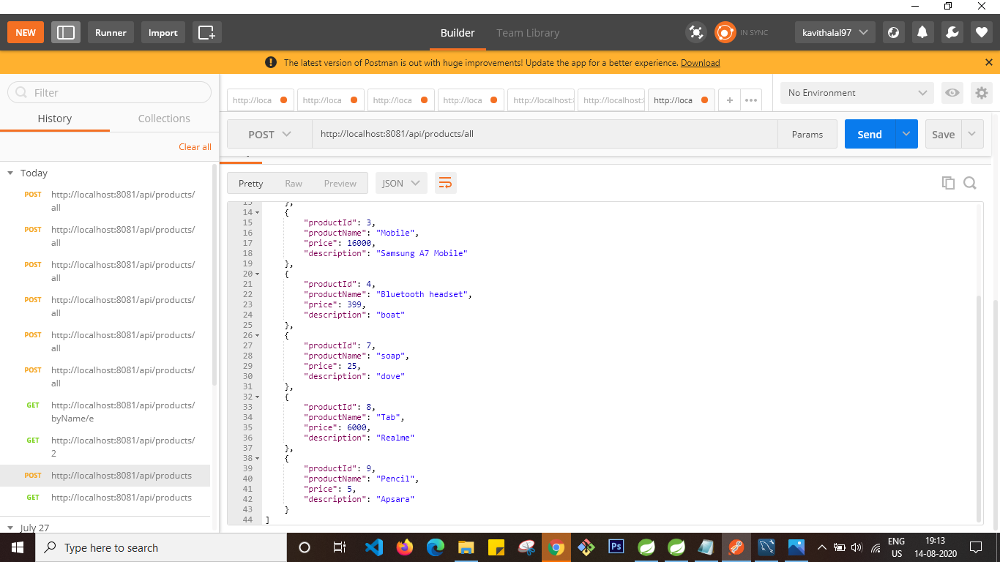 NEW
Runner
Import
Builder
Team Library
IN SYNC
kavithalal97
The latest version of Postman is out with huge improvements! Update the app for a better experience. Download
Filter
History
Collections
Clear all
Today
POST http://localhost:8081/api/products/
all
POST http://localhost:8081/api/products/
all
POST http://localhost:8081/api/products/
all
POST http://localhost:8081/api/products/
all
POST http://localhost:8081/api/products/
all
POST http://localhost:8081/api/products/
all
GET http://localhost:8081/api/products/
byName/e
GET http://localhost:8081/api/products/
2
POST http://localhost:8081/api/products
GET http://localhost:8081/api/products
July 27
http://loca
http://loca
http://loca
http://loca
http://localhost:
http://localhost:
http://loca
No Environment
POST
http://localhost:8081/api/products/all
Params
Send
Save
Pretty
Raw
Preview
JSON
13 },
14 {
15 "productId": 3,
16 "productName": "Mobile",
17 "price": 16000,
18 "description": "Samsung A7 Mobile"
19 },
20 {
21 "productId": 4,
22 "productName": "Bluetooth headset",
23 "price": 399,
24 "description": "boat"
25 },
26 {
27 "productId": 7,
28 "productName": "soap",
29 "price": 25,
30 "description": "dove"
31 },
32 {
33 "productId": 8,
34 "productName": "Tab",
35 "price": 6000,
36 "description": "Realme"
37 },
38 {
39 "productId": 9,
40 "productName": "Pencil",
41 "price": 5,
42 "description": "Apsara"
43 }
44 ]
Type here to search
Ps
ENG
US
19:13
14-08-2020